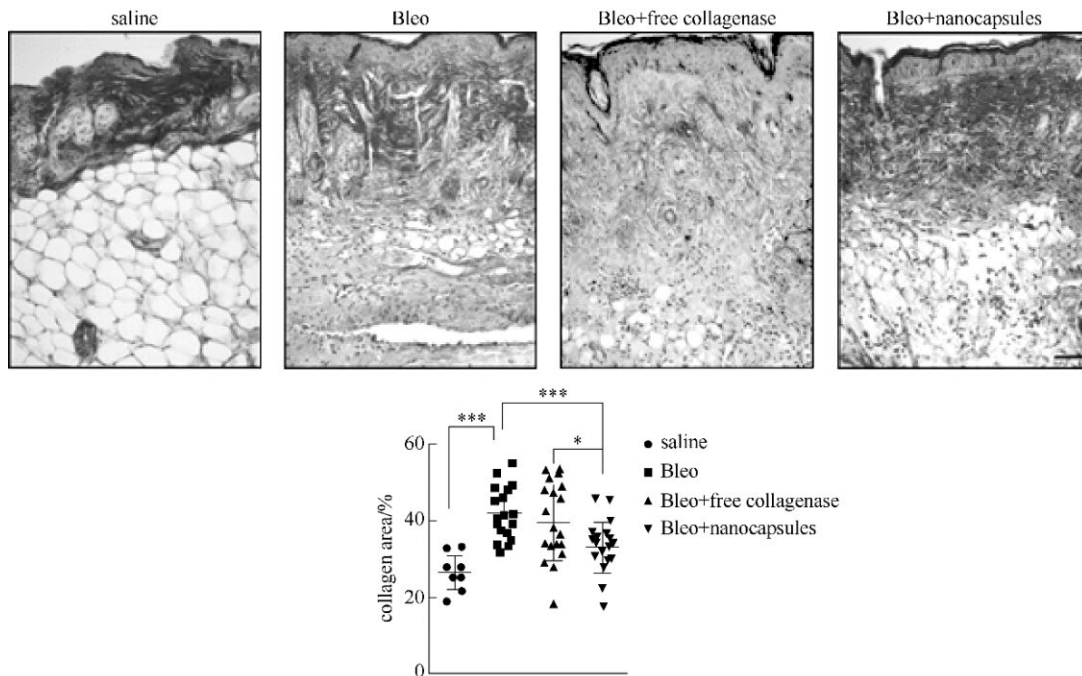 saline
Bleo
Bleo+free collagenase
Bleo+nanocapsules
***
***
*
60
40
20
0
collagen area/%
saline
Bleo
Bleo+free collagenase
Bleo+nanocapsules